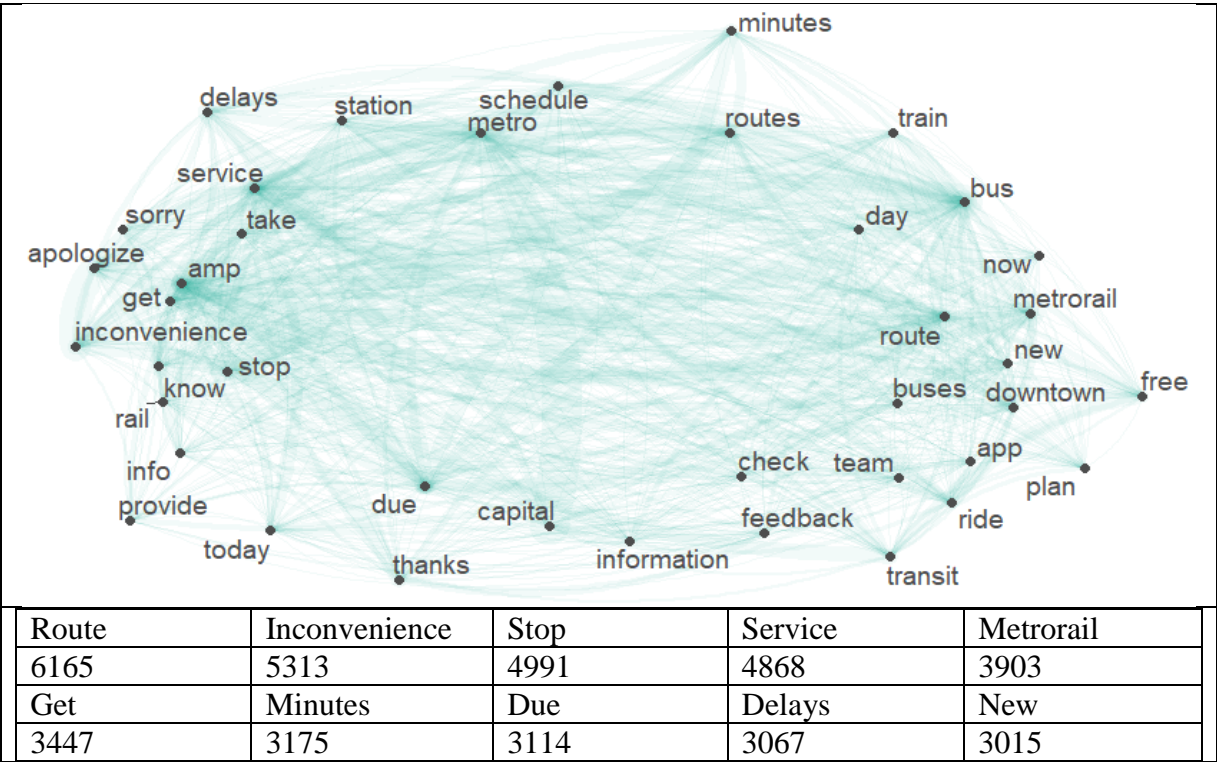 minutes
delays
station
schedule
metro
routes
train
service
bus
sorry
take
day
apologize
amp
now
get
metrorail
inconvenience
route
new
stop
know
buses
downtown
free
rail
check
team
app
info
plan
provide
due
capital
feedback
ride
today
information
thanks
transit
Route Inconvenience Stop Service Metrorail
6165 5313 4991 4868 3903
Get Minutes Due Delays New
3447 3175 3114 3067 3015